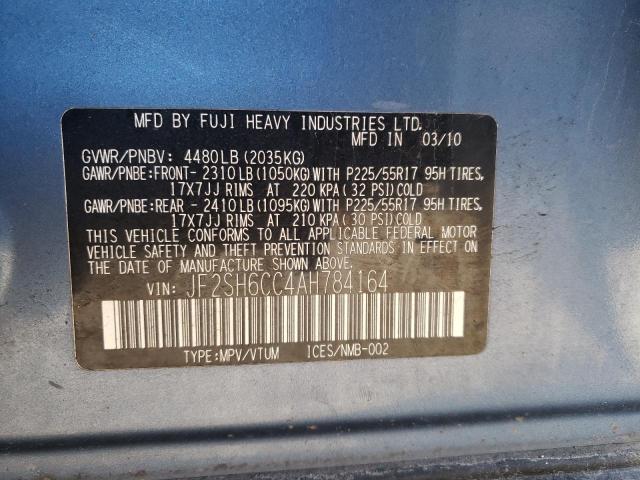 MFD BY FUJI HEAVY INDUSTRIES LTD.
MFD IN 03/10
GVWR/PNBV: 4480LB (2035KG)
GAWR/PNBE:FRONT- 2310 LB (1050KG) WITH P225/55R17 95H TIRES,
17X7JJ RIMS AT 220 KPA ( 32 PSI) COLD
GAWR/PNBE:REAR - 2410 LB (1095KG) WITH P225/55R17 95H TIRES,
17X7JJ RIMS AT 210 KPA ( 30 PSI) COLD
THIS VEHICLE CONFORMS TO ALL APPLICABLE FEDERAL MOTOR
VEHICLE SAFETY AND THEFT PREVENTION STANDARDS IN EFFECT ON
THE DATE OF MANUFACTURE SHOWN ABOVE.
VIN: JF2SH6CC4AH784164
TYPE:MPV/VTUM ICES/NMB-002